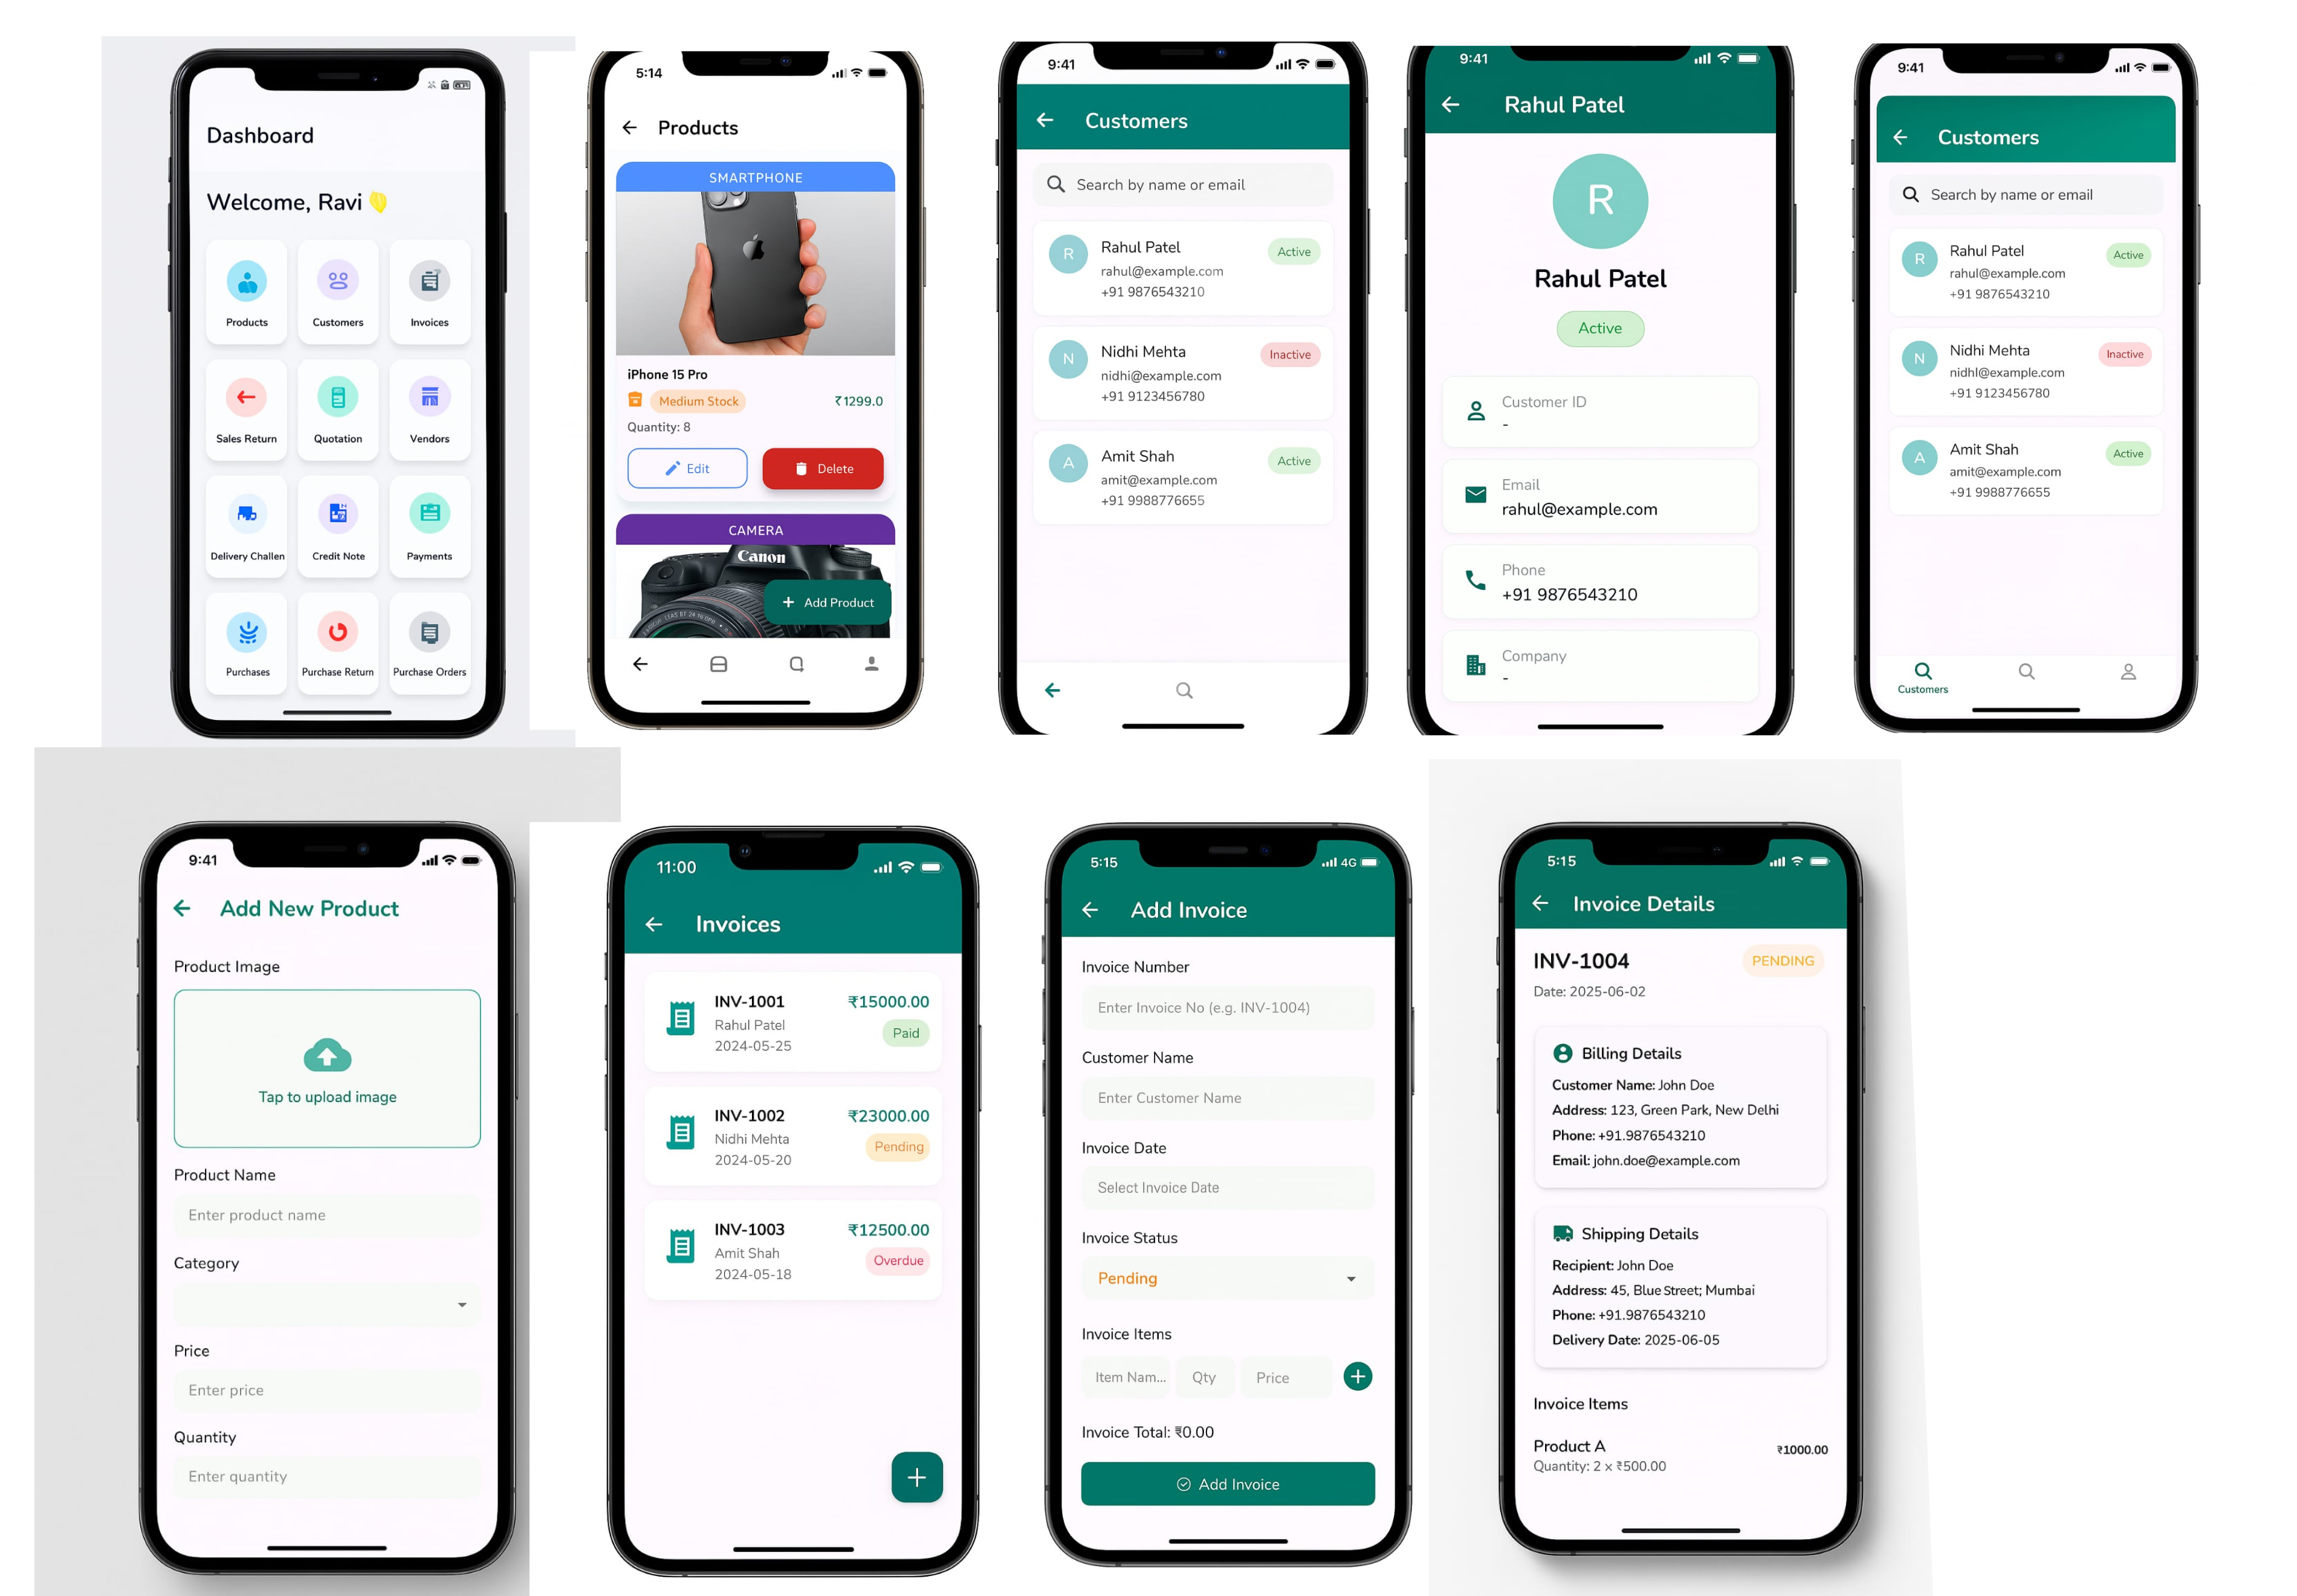 Dashboard
Welcome, Ravi
Products
Customers
Invoices
Sales Return
Quotation
Vendors
Delivery Challen
Credit Note
Payments
Purchases
Purchase Return
Purchase Orders
5:14
Products
SMARTPHONE
iPhone 15 Pro
Medium Stock
₹1299.0
Quantity: 8
Edit
Delete
CAMERA
Canon
+ Add Product
9:41
Customers
Search by name or email
R
Rahul Patel
Active
rahul@example.com
+91 9876543210
N
Nidhi Mehta
Inactive
nidhi@example.com
+91 9123456780
A
Amit Shah
Active
amit@example.com
+91 9988776655
9:41
Rahul Patel
R
Rahul Patel
Active
Customer ID
-
Email
rahul@example.com
Phone
+91 9876543210
Company
-
9:41
Customers
Search by name or email
R
Rahul Patel
Active
rahul@example.com
+91 9876543210
N
Nidhi Mehta
Inactive
nidhl@example.com
+91 9123456780
A
Amit Shah
Active
amit@example.com
+91 9988776655
Customers
9:41
Add New Product
Product Image
Tap to upload image
Product Name
Enter product name
Category
Price
Enter price
Quantity
Enter quantity
11:00
Invoices
INV-1001
₹15000.00
Rahul Patel
Paid
2024-05-25
INV-1002
₹23000.00
Nidhi Mehta
Pending
2024-05-20
INV-1003
₹12500.00
Amit Shah
Overdue
2024-05-18
5:15
4G
Add Invoice
Invoice Number
Enter Invoice No (e.g. INV-1004)
Customer Name
Enter Customer Name
Invoice Date
Select Invoice Date
Invoice Status
Pending
Invoice Items
Item Nam...
Qty
Price
Invoice Total: ₹0.00
Add Invoice
5:15
Invoice Details
INV-1004
PENDING
Date: 2025-06-02
Billing Details
Customer Name: John Doe
Address: 123, Green Park, New Delhi
Phone: +91.9876543210
Email: john.doe@example.com
Shipping Details
Recipient: John Doe
Address: 45, Blue Street; Mumbai
Phone: +91.9876543210
Delivery Date: 2025-06-05
Invoice Items
Product A
₹1000.00
Quantity: 2 x ₹500.00